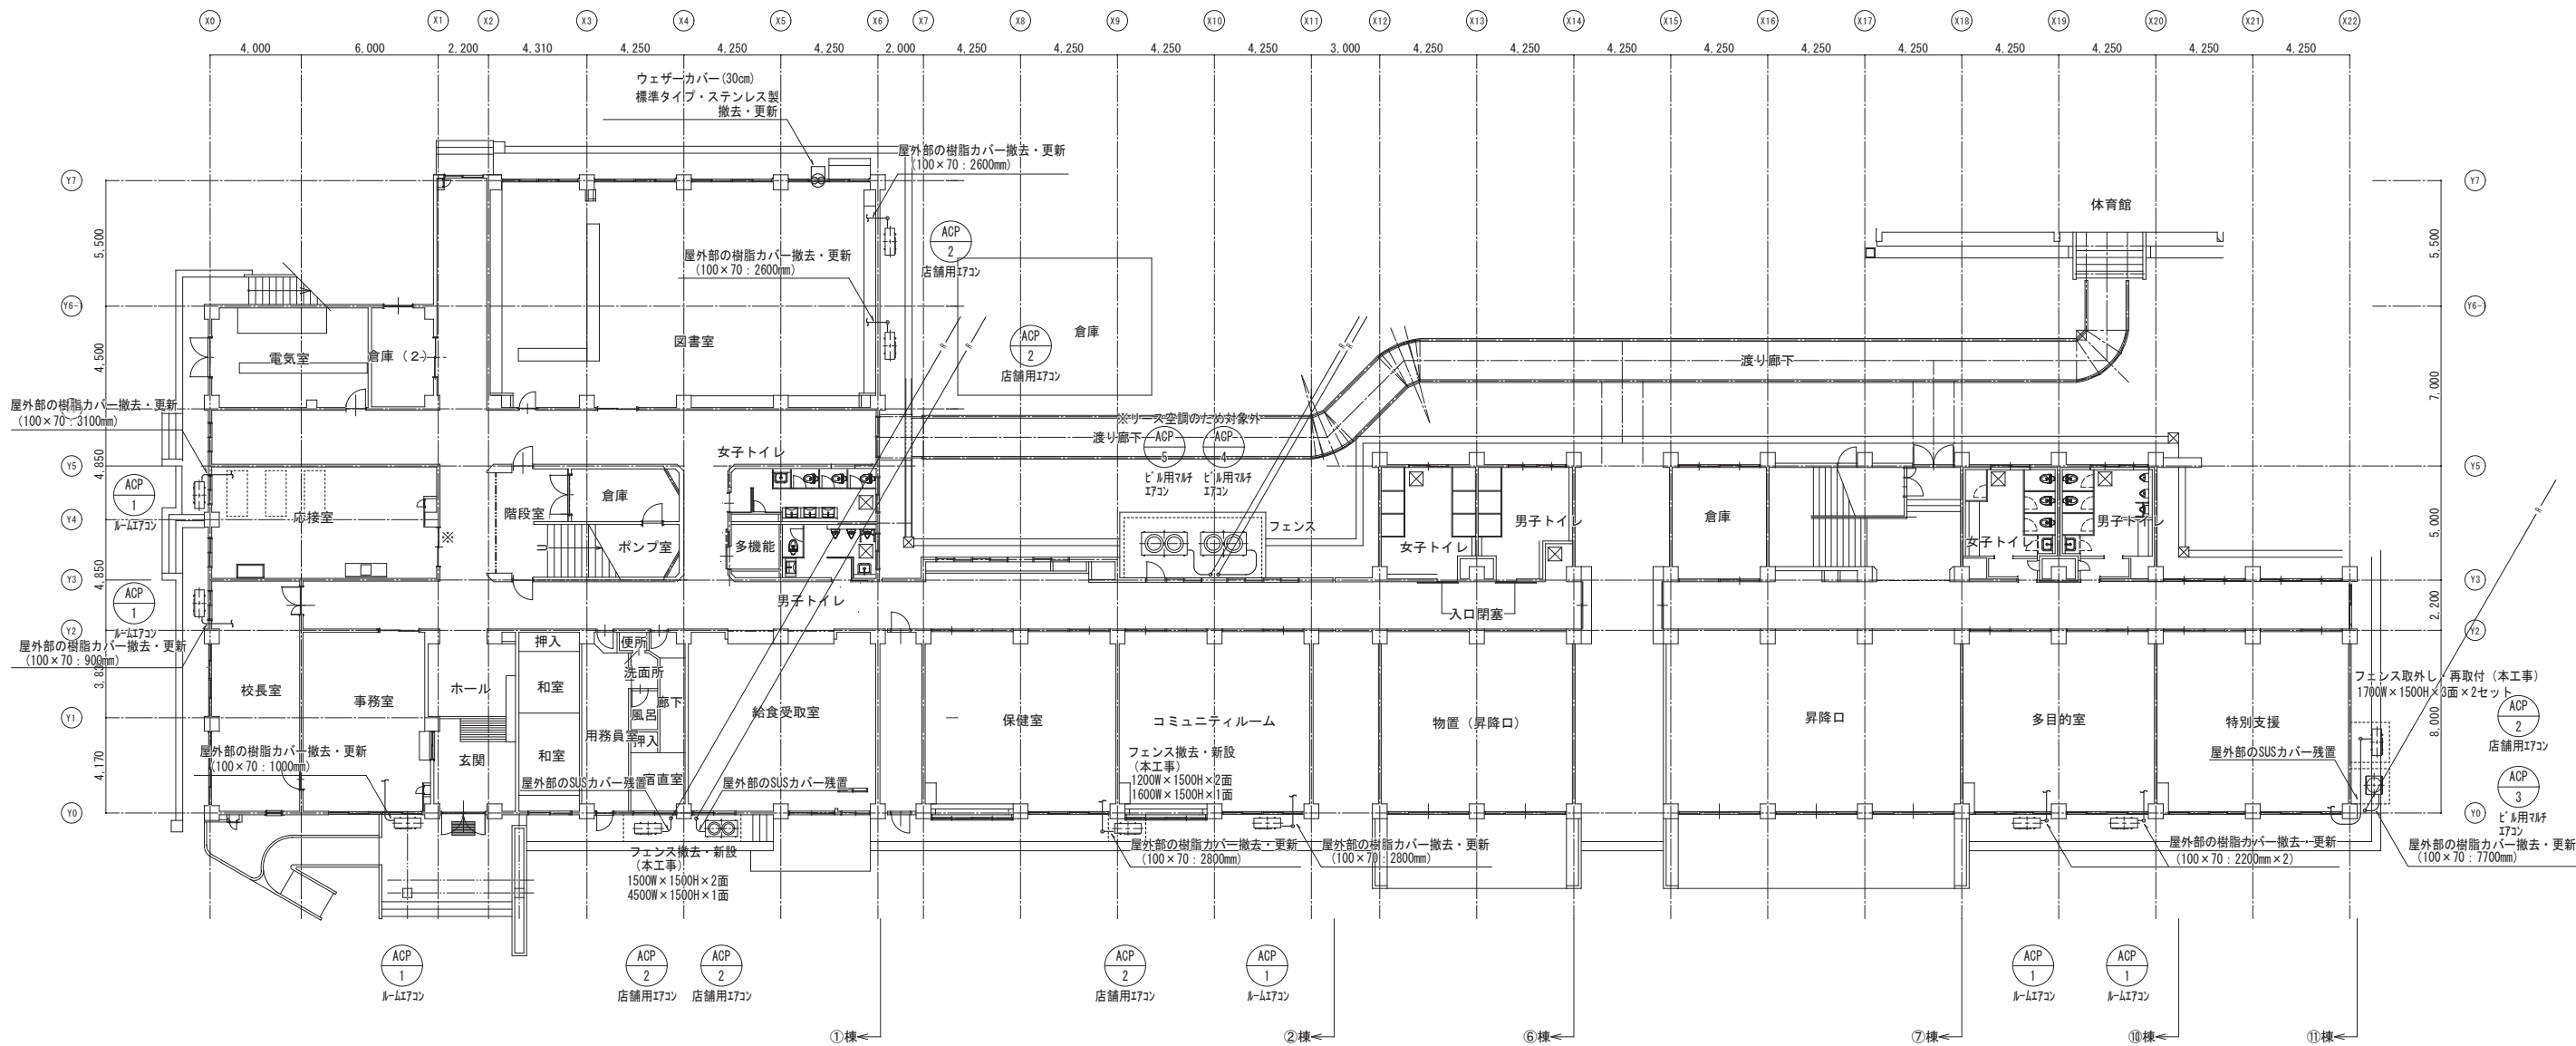 X0 X1 X2 X3 X4 X5 X6 X7 X8 X9 X10 X11 X12 X13 X14 X15 X16 X17 X18 X19 X20 X21 X22
4,000 6,000 2,200 4,310 4,250 4,250 4,250 2,000 4,250 4,250 4,250 4,250 3,000 4,250 4,250 4,250 4,250 4,250 4,250 4,250 4,250 4,250 4,250
ウェザーカバー(30cm)
標準タイプ・ステンレス製
撤去・更新
屋外部の樹脂カバー撤去・更新
(100×70：2600mm)
Y7
Y7
体育館
5,500
5,500
ACP
2
店舗用エアコン
屋外部の樹脂カバー撤去・更新
(100×70：2600mm)
Y6-1
Y6-1
図書室
倉庫
ACP
2
店舗用エアコン
電気室
倉庫（２）
渡り廊下
4,500
7,000
屋外部の樹脂カバー撤去・更新
(100×70：3100mm)
※リース空調のため対象外
渡り廊下
ACP
5
ビル用マルチ
エアコン
ACP
4
ビル用マルチ
エアコン
女子トイレ
Y5
Y5
4,850
ACP
1
ルームエアコン
応接室
※
階段室
倉庫
ポンプ室
U
多機能
フェンス
女子トイレ
男子トイレ
倉庫
女子トイレ
男子トイレ
Y4
5,000
4,850
Y3
Y3
ACP
1
ルームエアコン
男子トイレ
入口閉塞
2,200
Y2
Y2
屋外部の樹脂カバー撤去・更新
(100×70：900mm)
押入
便所
洗面所
校長室
事務室
ホール
和室
廊下
風呂
押入
用務員室
和室
宿直室
玄関
給食受取室
保健室
コミュニティルーム
物置（昇降口）
昇降口
多目的室
特別支援
フェンス取外し・再取付（本工事）
1700W×1500H×3面×2セット
ACP
2
店舗用エアコン
Y1
8,000
4,170
屋外部の樹脂カバー撤去・更新
(100×70：1000mm)
屋外部のSUSカバー残置
屋外部のSUSカバー残置
フェンス撤去・新設
（本工事）
1200W×1500H×2面
1600W×1500H×1面
屋外部のSUSカバー残置
ACP
3
ビル用マルチ
エアコン
Y0
Y0
フェンス撤去・新設
（本工事）
1500W×1500H×2面
4500W×1500H×1面
屋外部の樹脂カバー撤去・更新
(100×70：2800mm)
屋外部の樹脂カバー撤去・更新
(100×70：2800mm)
屋外部の樹脂カバー撤去・更新
(100×70：2200mm×2)
屋外部の樹脂カバー撤去・更新
(100×70：7700mm)
ACP
1
ルームエアコン
ACP
2
店舗用エアコン
ACP
2
店舗用エアコン
ACP
2
店舗用エアコン
ACP
1
ルームエアコン
ACP
1
ルームエアコン
ACP
1
ルームエアコン
①棟
②棟
⑥棟
⑦棟
⑩棟
⑪棟